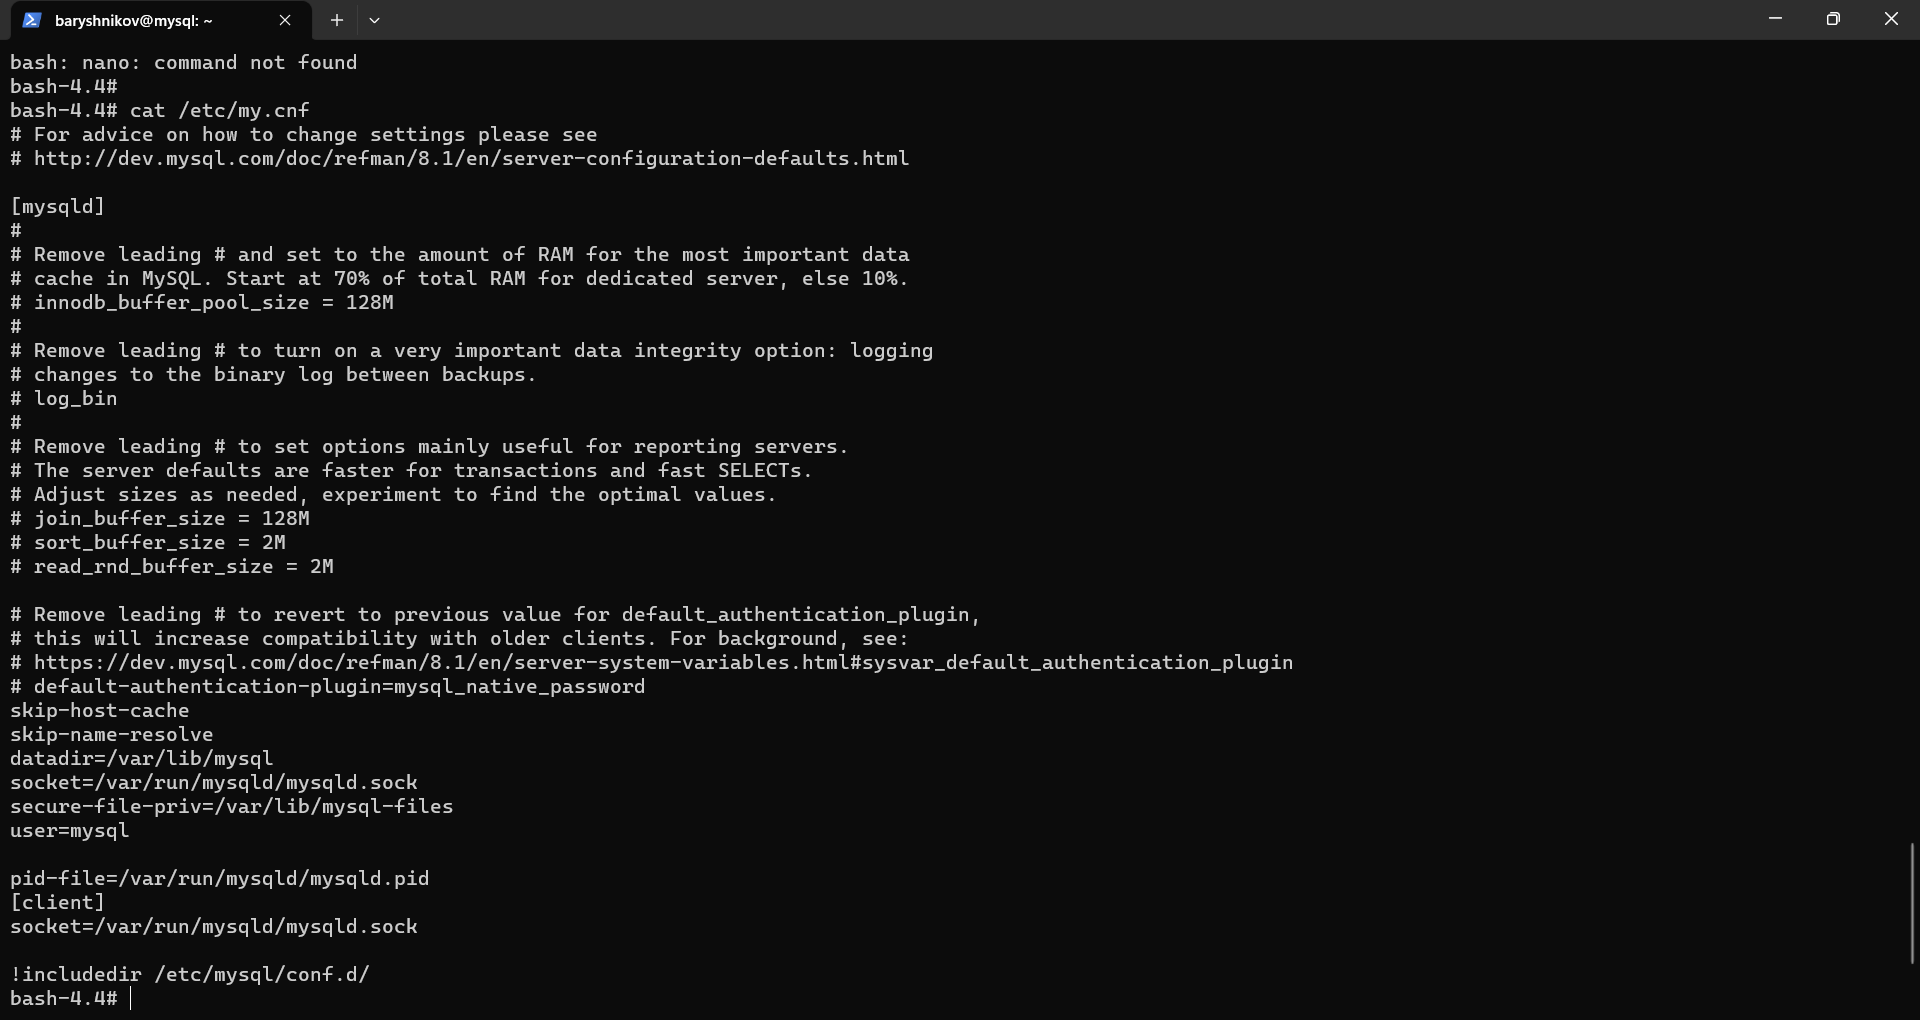 baryshnikov@mysql: ~
bash: nano: command not found
bash-4.4#
bash-4.4# cat /etc/my.cnf
# For advice on how to change settings please see
# http://dev.mysql.com/doc/refman/8.1/en/server-configuration-defaults.html
[mysqld]
#
# Remove leading # and set to the amount of RAM for the most important data
# cache in MySQL. Start at 70% of total RAM for dedicated server, else 10%.
# innodb_buffer_pool_size = 128M
#
# Remove leading # to turn on a very important data integrity option: logging
# changes to the binary log between backups.
# log_bin
#
# Remove leading # to set options mainly useful for reporting servers.
# The server defaults are faster for transactions and fast SELECTs.
# Adjust sizes as needed, experiment to find the optimal values.
# join_buffer_size = 128M
# sort_buffer_size = 2M
# read_rnd_buffer_size = 2M
# Remove leading # to revert to previous value for default_authentication_plugin,
# this will increase compatibility with older clients. For background, see:
# https://dev.mysql.com/doc/refman/8.1/en/server-system-variables.html#sysvar_default_authentication_plugin
# default-authentication-plugin=mysql_native_password
skip-host-cache
skip-name-resolve
datadir=/var/lib/mysql
socket=/var/run/mysqld/mysqld.sock
secure-file-priv=/var/lib/mysql-files
user=mysql
pid-file=/var/run/mysqld/mysqld.pid
[client]
socket=/var/run/mysqld/mysqld.sock
!includedir /etc/mysql/conf.d/
bash-4.4#